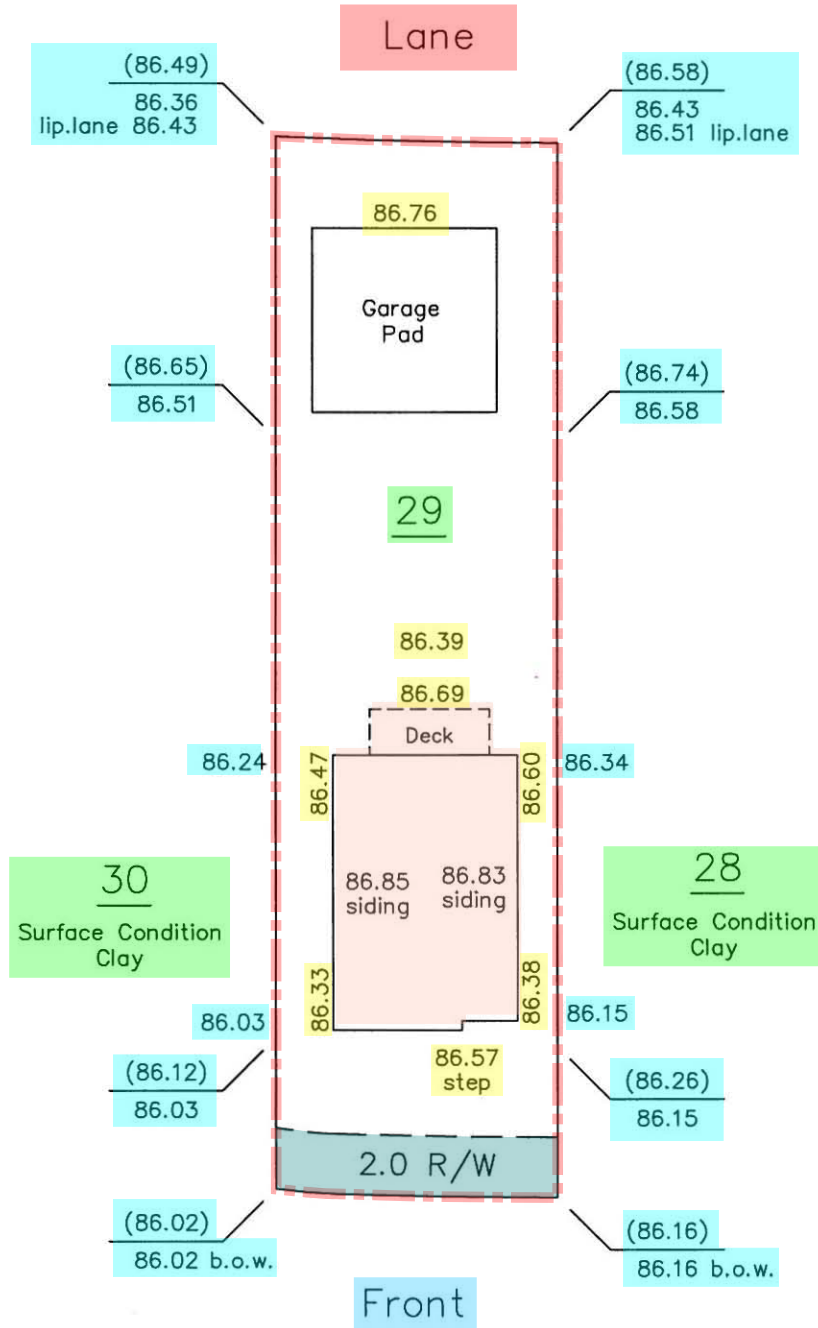 Lane
(86.49)
86.36
lip.lane 86.43
(86.58)
86.43
86.51 lip.lane
86.76
Garage
Pad
(86.65)
86.51
(86.74)
86.58
29
86.39
86.69
Deck
86.24
86.47
86.60
86.34
30
Surface Condition
Clay
86.85
siding
86.83
siding
28
Surface Condition
Clay
86.03
86.33
86.38
86.15
86.57
step
(86.12)
86.03
(86.26)
86.15
2.0 R/W
(86.02)
86.02 b.o.w.
(86.16)
86.16 b.o.w.
Front